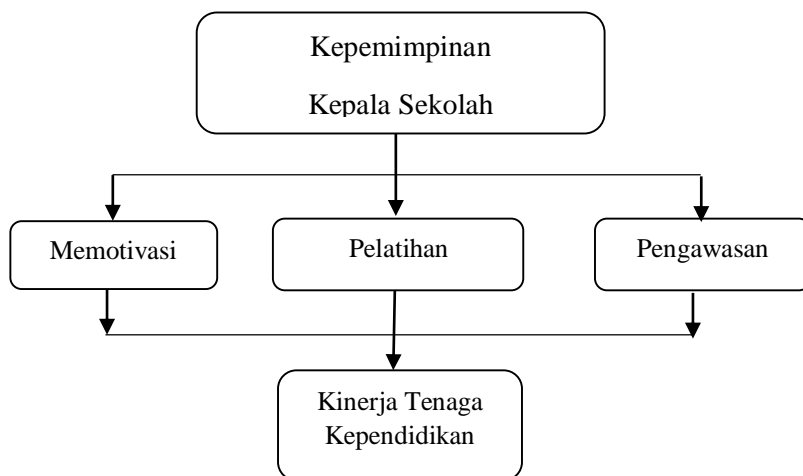 Kepemimpinan
Kepala Sekolah
Memotivasi
Pelatihan
Pengawasan
Kinerja Tenaga
Kependidikan